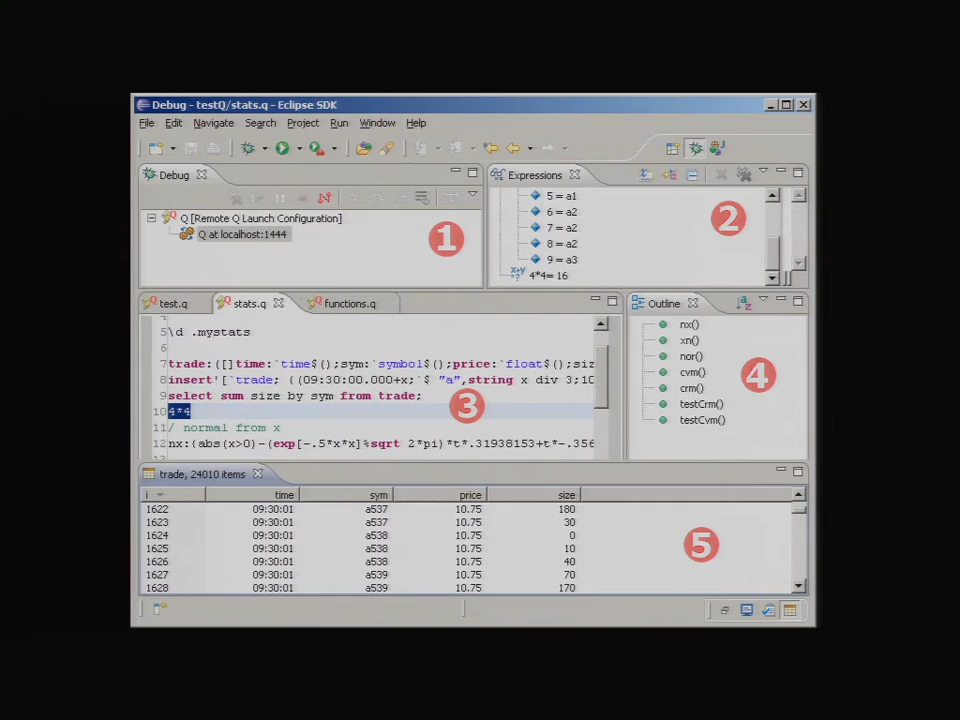 Debug - testQ/stats.q - Eclipse SDK
File Edit Navigate Search Project Run Window Help
Debug
Q [Remote Q Launch Configuration]
Q at localhost:1444
1
Expressions
5 = a1
6 = a2
7 = a2
8 = a2
9 = a3
x+y
=?
4*4= 16
2
test.q stats.q functions.q
5 \d .mystats
6
7 trade:([]time:`time$();sym:`symbol$();price:`float$();siz
8 insert'[`trade; ((09:30:00.000+x;`$ "a",string x div 3;10
9 select sum size by sym from trade;
10 4*4
11 / normal from x
12 nx:(abs(x>0)-(exp[-.5*x*x]%sqrt 2*pi)*t*.31938153+t*-.356
3
Outline
nx()
xn()
nor()
cvm()
crm()
testCrm()
testCvm()
4
trade, 24010 items
i time sym price size
1622 09:30:01 a537 10.75 180
1623 09:30:01 a537 10.75 30
1624 09:30:01 a538 10.75 0
1625 09:30:01 a538 10.75 10
1626 09:30:01 a538 10.75 40
1627 09:30:01 a539 10.75 70
1628 09:30:01 a539 10.75 170
5